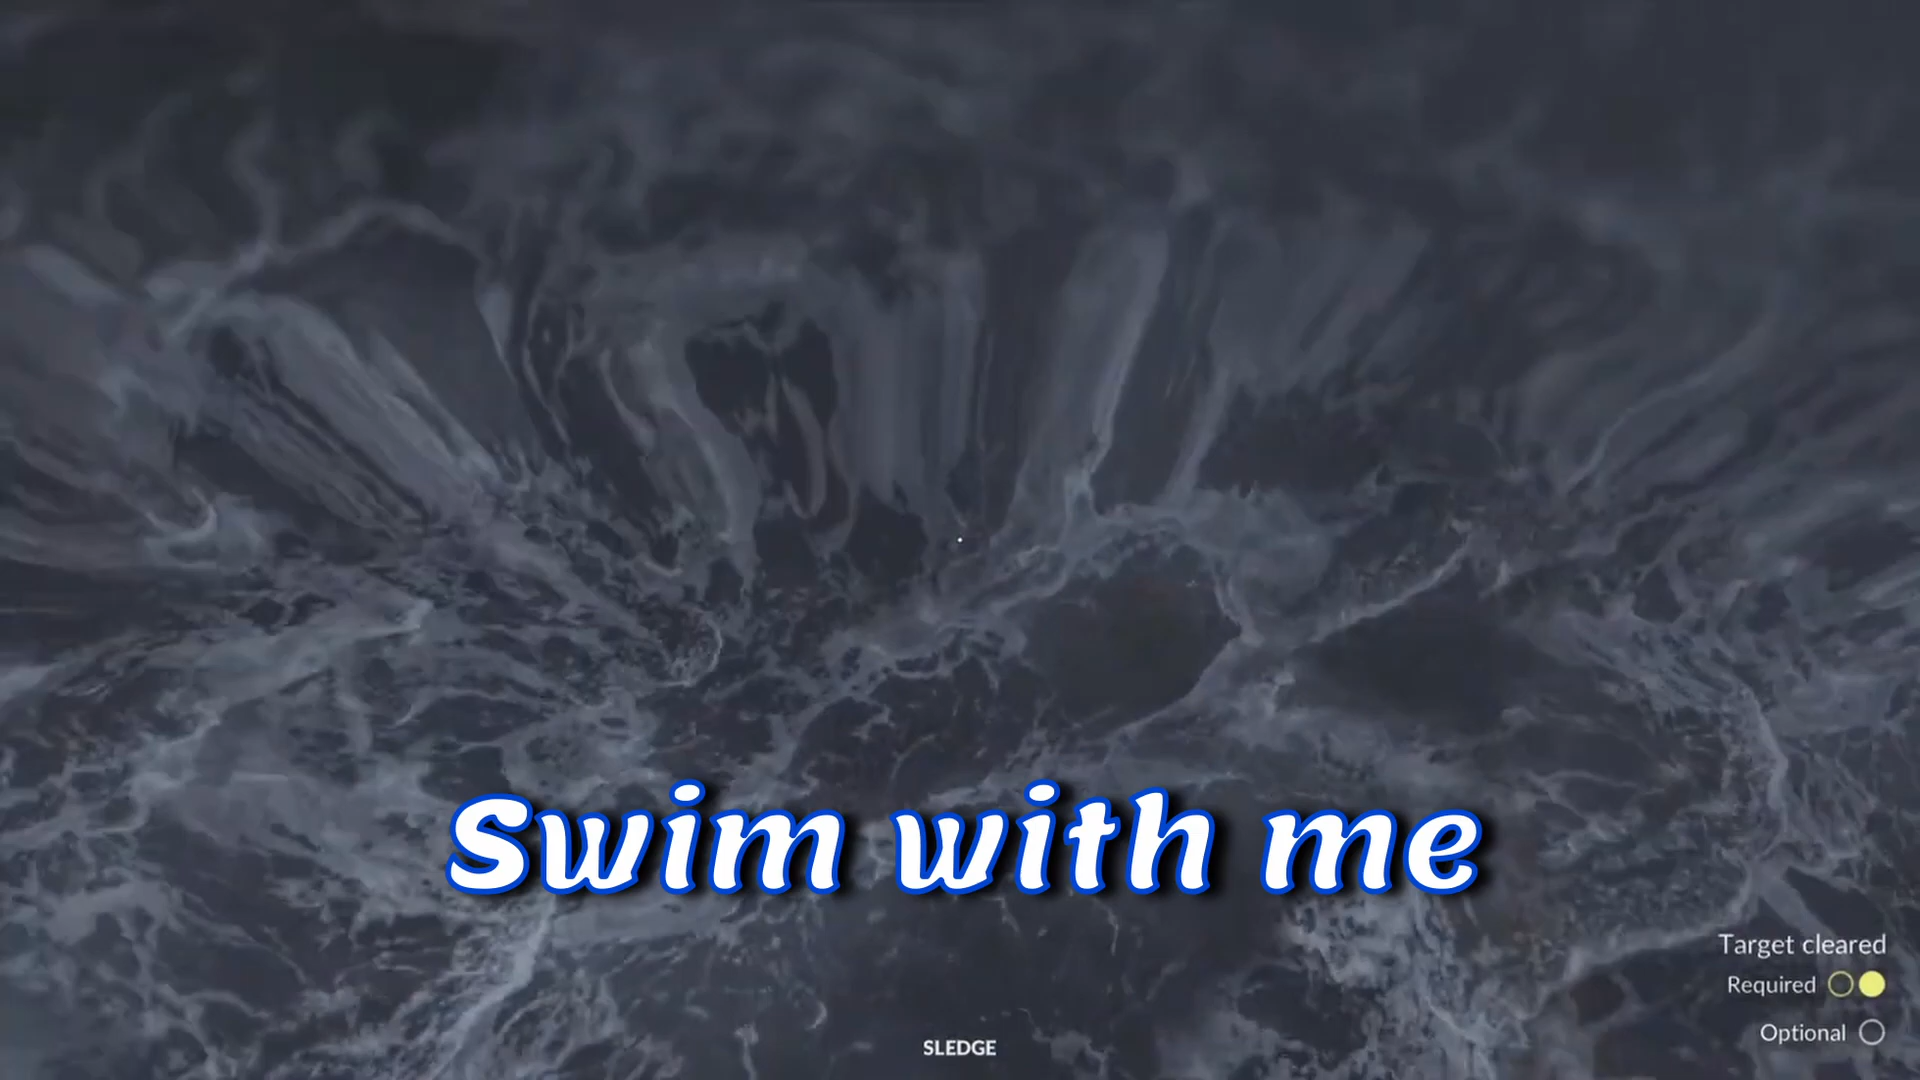 Swim with me
Target cleared
Required
Optional
SLEDGE